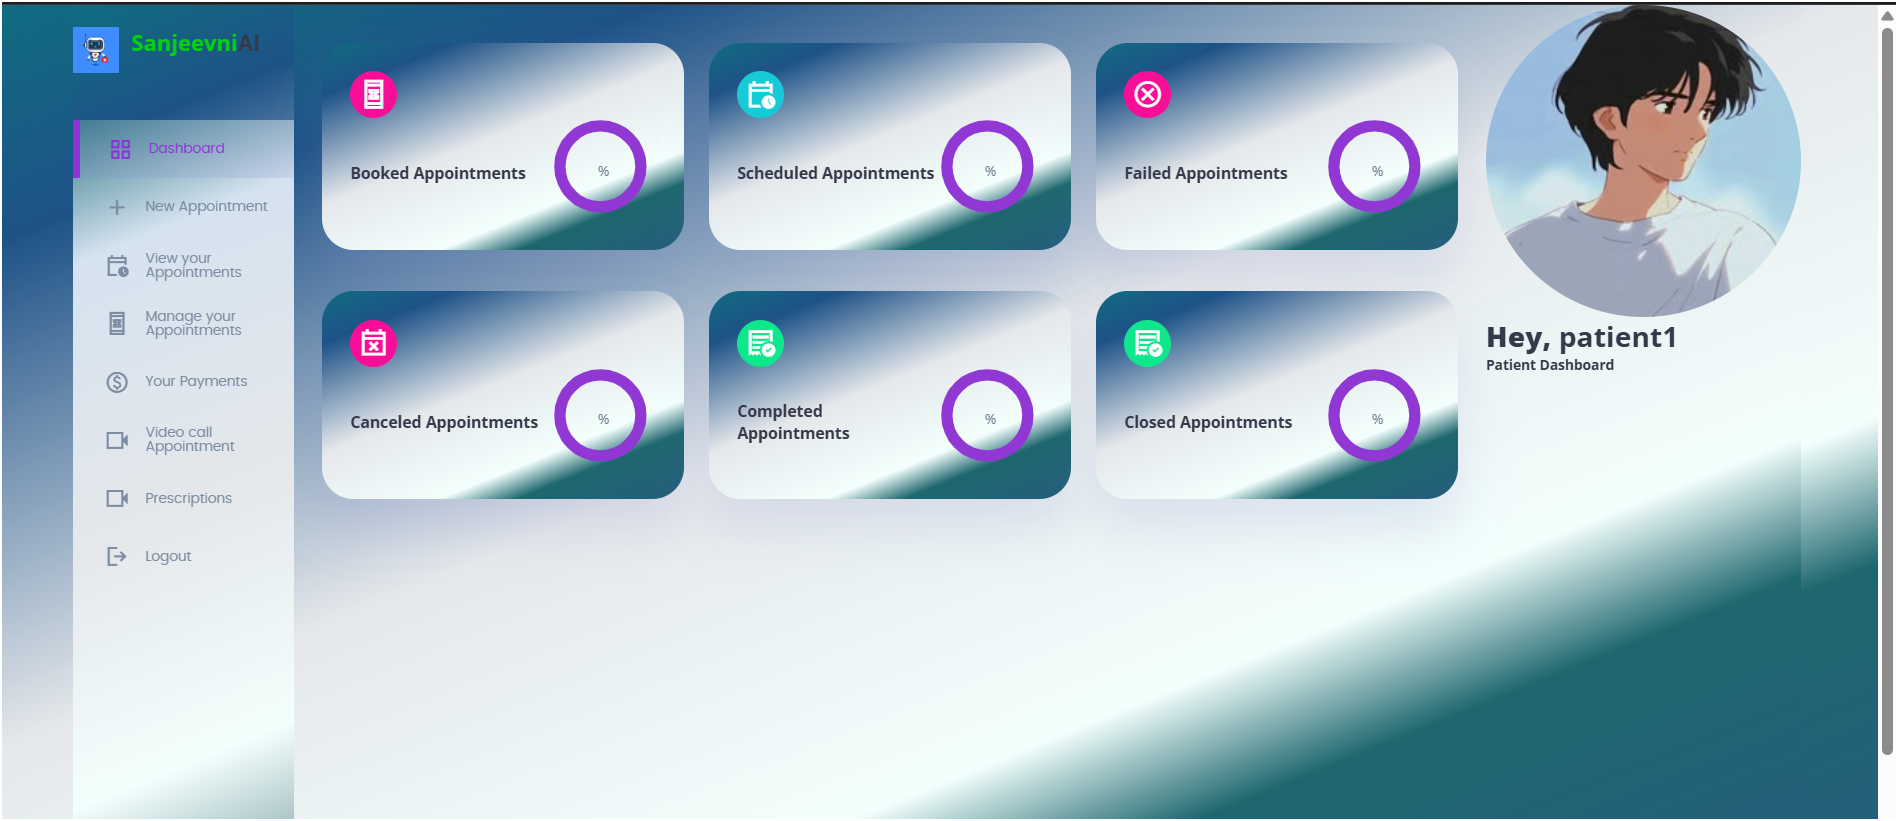 SanjeevniAI
Dashboard
New Appointment
View your
Appointments
Manage your
Appointments
Your Payments
Video call
Appointment
Prescriptions
Logout
Booked Appointments
%
Scheduled Appointments
%
Failed Appointments
%
Canceled Appointments
%
Completed
Appointments
%
Closed Appointments
%
Hey, patient1
Patient Dashboard